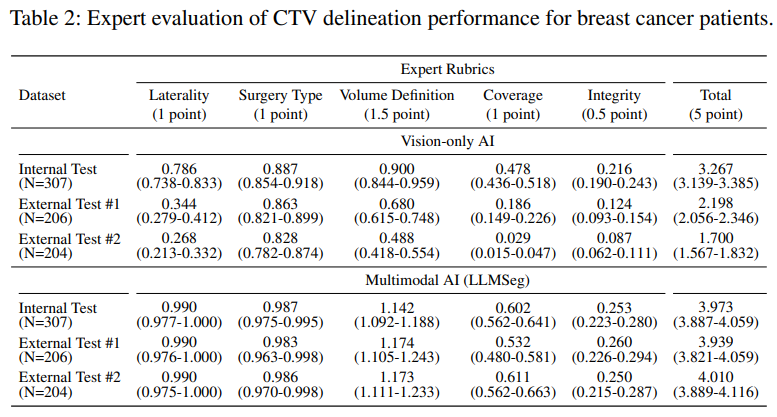 Table 2: Expert evaluation of CTV delineation performance for breast cancer patients.
Expert Rubrics
Dataset Laterality Surgery Type Volume Definition Coverage Integrity Total
(1 point) (1 point) (1.5 point) (1 point) (0.5 point) (5 point)
Vision-only AI
Internal Test 0.786 0.887 0.900 0.478 0.216 3.267
(N=307) (0.738-0.833) (0.854-0.918) (0.844-0.959) (0.436-0.518) (0.190-0.243) (3.139-3.385)
External Test #1 0.344 0.863 0.680 0.186 0.124 2.198
(N=206) (0.279-0.412) (0.821-0.899) (0.615-0.748) (0.149-0.226) (0.093-0.154) (2.056-2.346)
External Test #2 0.268 0.828 0.488 0.029 0.087 1.700
(N=204) (0.213-0.332) (0.782-0.874) (0.418-0.554) (0.015-0.047) (0.062-0.111) (1.567-1.832)
Multimodal AI (LLMSeg)
Internal Test 0.990 0.987 1.142 0.602 0.253 3.973
(N=307) (0.977-1.000) (0.975-0.995) (1.092-1.188) (0.562-0.641) (0.223-0.280) (3.887-4.059)
External Test #1 0.990 0.983 1.174 0.532 0.260 3.939
(N=206) (0.976-1.000) (0.963-0.998) (1.105-1.243) (0.480-0.581) (0.226-0.294) (3.821-4.059)
External Test #2 0.990 0.986 1.173 0.611 0.250 4.010
(N=204) (0.975-1.000) (0.970-0.998) (1.111-1.233) (0.562-0.663) (0.215-0.287) (3.889-4.116)